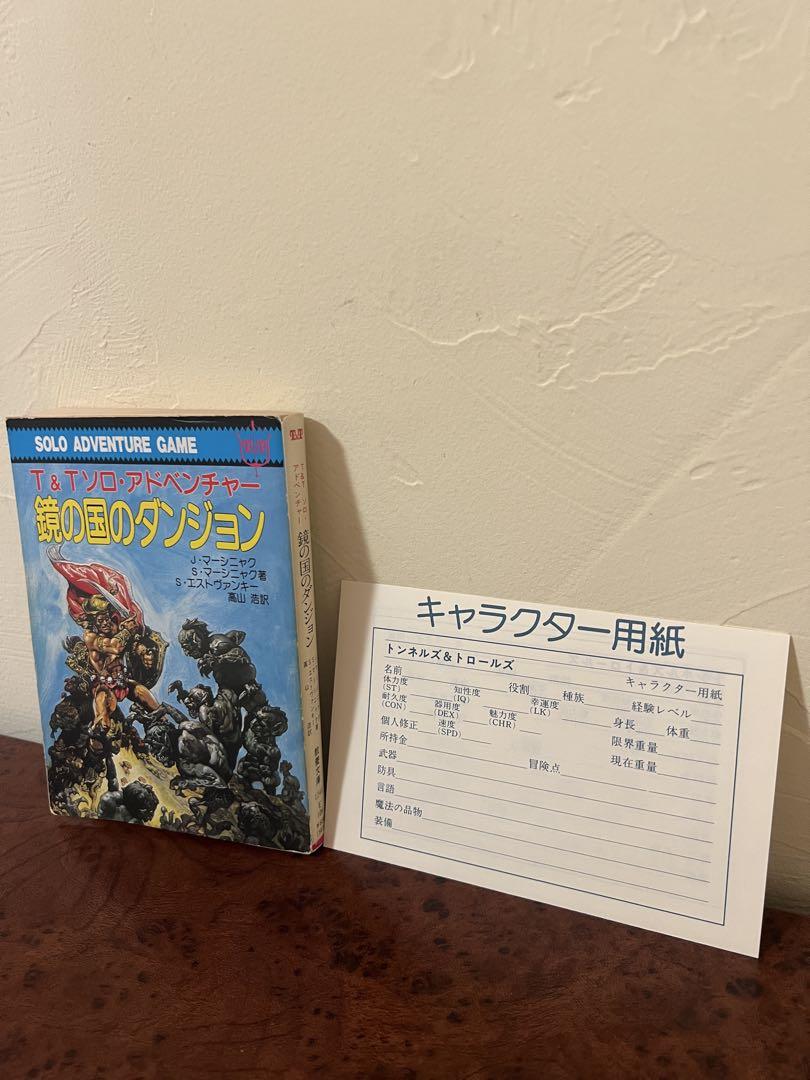 SOLO ADVENTURE GAME
T&T
T&Tソロ・アドベンチャー
鏡の国のダンジョン
J・マーシニャク
S・マーシニャク著
S・エストヴァンキー
高山 浩訳
T&T
T&Tソロ・アドベンチャー
鏡の国のダンジョン
キャラクター用紙
トンネルズ&トロールズ
キャラクター用紙
名前 役割 種族 経験レベル
体力度(ST) 知性度(IQ) 幸運度(LK) 身長 体重
耐久度(CON) 器用度(DEX) 魅力度(CHR) 限界重量
個人修正 速度(SPD) 現在重量
所持金
武器 冒険点
防具
言語
魔法の品物
装備